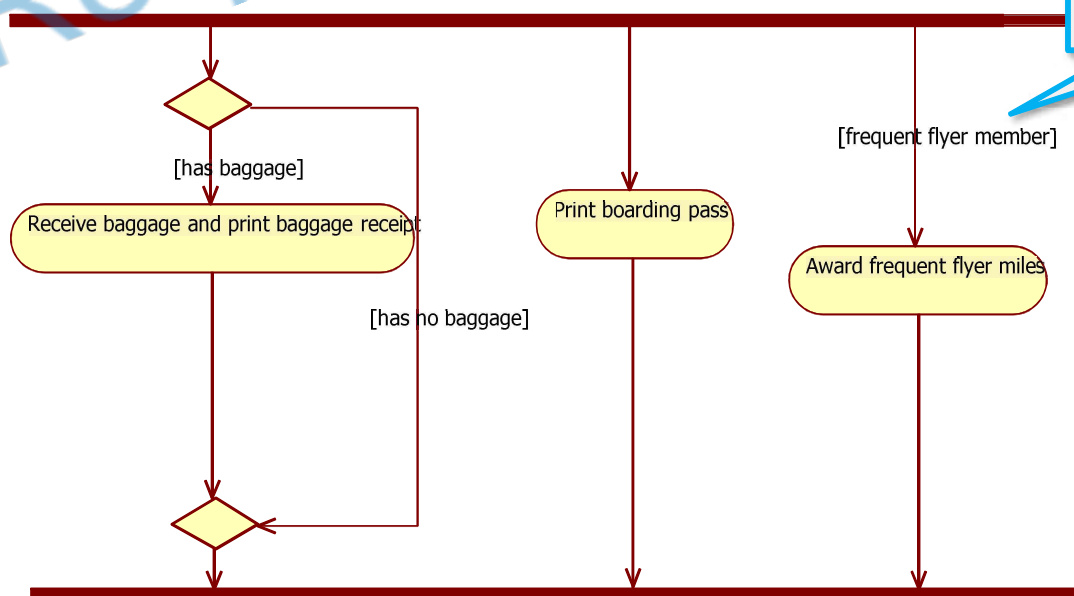 [frequent flyer member]
[has baggage]
Receive baggage and print baggage receipt
Print boarding pass
Award frequent flyer miles
[has no baggage]